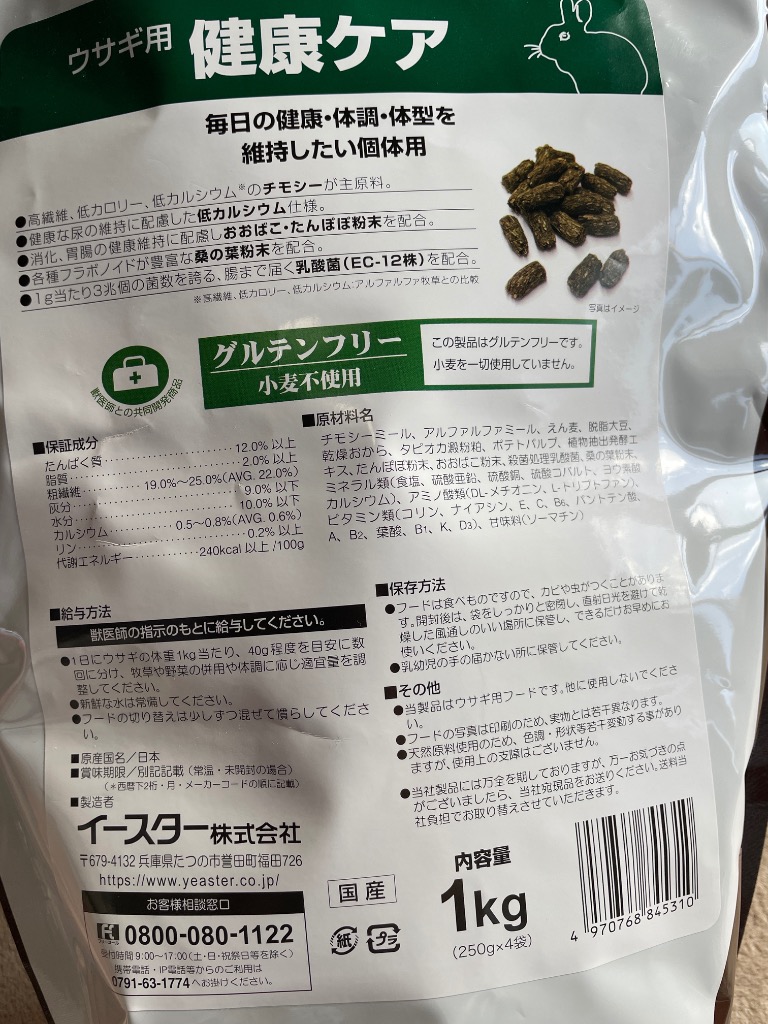 ウサギ用 健康ケア
毎日の健康・体調・体型を
維持したい個体用
●高繊維、低カロリー、低カルシウム※のチモシーが主原料。
●健康な尿の維持に配慮した低カルシウム仕様。
●消化、胃腸の健康維持に配慮しおおばこ・たんぽぽ粉末を配合。
●各種フラボノイドが豊富な桑の葉粉末を配合。
●1g当たり3兆個の菌数を誇る、腸まで届く乳酸菌(EC-12株)を配合。
※高繊維、低カロリー、低カルシウム:アルファルファ牧草との比較
写真はイメージ
獣医師との共同開発商品
グルテンフリー
小麦不使用
この製品はグルテンフリーです。
小麦を一切使用していません。
■保証成分
たんぱく質 12.0% 以上
脂質 2.0% 以上
粗繊維 19.0%〜25.0%(AVG. 22.0%)
灰分 9.0% 以下
水分 10.0% 以下
カルシウム 0.5〜0.8%(AVG. 0.6%)
リン 0.2% 以上
代謝エネルギー 240kcal 以上/100g
■原材料名
チモシーミール、アルファルファミール、えん麦、脱脂大豆、
乾燥おから、タピオカ澱粉粕、ポテトパルプ、植物抽出発酵エ
キス、たんぽぽ粉末、おおばこ粉末、殺菌処理乳酸菌、桑の葉粉末、
ミネラル類(食塩、硫酸亜鉛、硫酸銅、硫酸コバルト、ヨウ素酸
カルシウム)、アミノ酸類(DL-メチオニン、L-トリプトファン)、
ビタミン類(コリン、ナイアシン、E、C、B6、パントテン酸、
A、B2、葉酸、B1、K、D3)、甘味料(ソーマチン)
■給与方法
獣医師の指示のもとに給与してください。
●1日にウサギの体重1kg当たり、40g程度を目安に数
回に分け、牧草や野菜の併用や体調に応じ適宜量を調
整してください。
●新鮮な水は常備してください。
●フードの切り替えは少しずつ混ぜて慣らしてくださ
い。
■保存方法
●フードは食べものですので、カビや虫がつくことがありま
す。開封後は、袋をしっかりと密閉し、直射日光を避けて乾
燥した風通しのいい場所に保管し、できるだけお早めにお
使いください。
●乳幼児の手の届かない所に保管してください。
■その他
●当製品はウサギ用フードです。他に使用しないでくださ
い。
●フードの写真は印刷のため、実物とは若干異なります。
●天然原料使用のため、色調・形状等若干変動する事があり
ますが、使用上の支障はございません。
●当社製品には万全を期しておりますが、万一お気づきの点
がございましたら、当社宛現品をお送りください。送料当
社負担でお取り替えさせていただきます。
■原産国名/日本
■賞味期限/別記記載(常温・未開封の場合)
(*西暦下2桁・月・メーカーコードの順に記載)
■製造者
イースター株式会社
〒679-4132 兵庫県たつの市誉田町福田726
https://www.yeaster.co.jp/
お客様相談窓口
0800-080-1122
受付時間 9:00〜17:00(土・日・祝祭日等を除く)
携帯電話・IP電話等からのご利用は
0791-63-1774へお掛けください。
国産
紙 プラ
内容量
1kg
(250g×4袋)
4 970768 845310